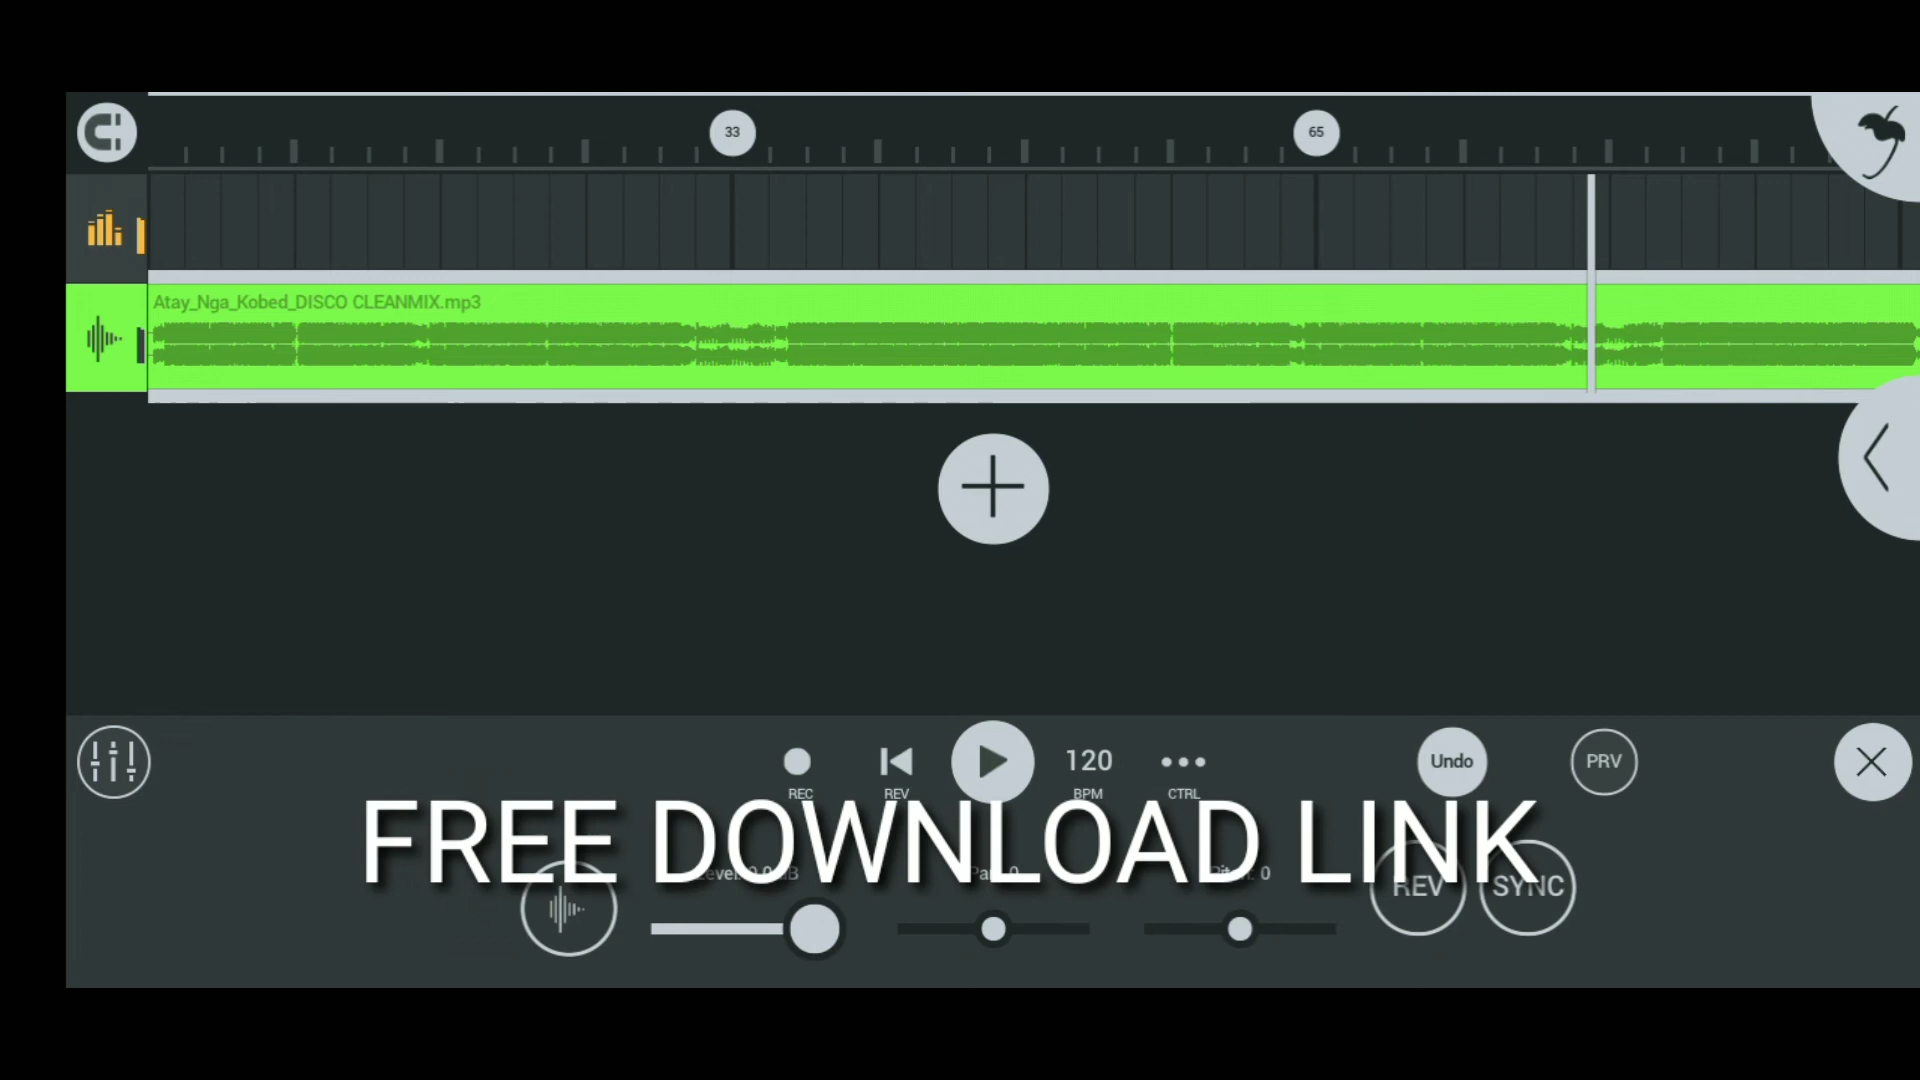 33
65
Atay_Nga_Kobed_DISCO CLEANMIX.mp3
120
Undo
PRV
REC
REV
BPM
CTRL
FREE DOWNLOAD LINK
REV
SYNC